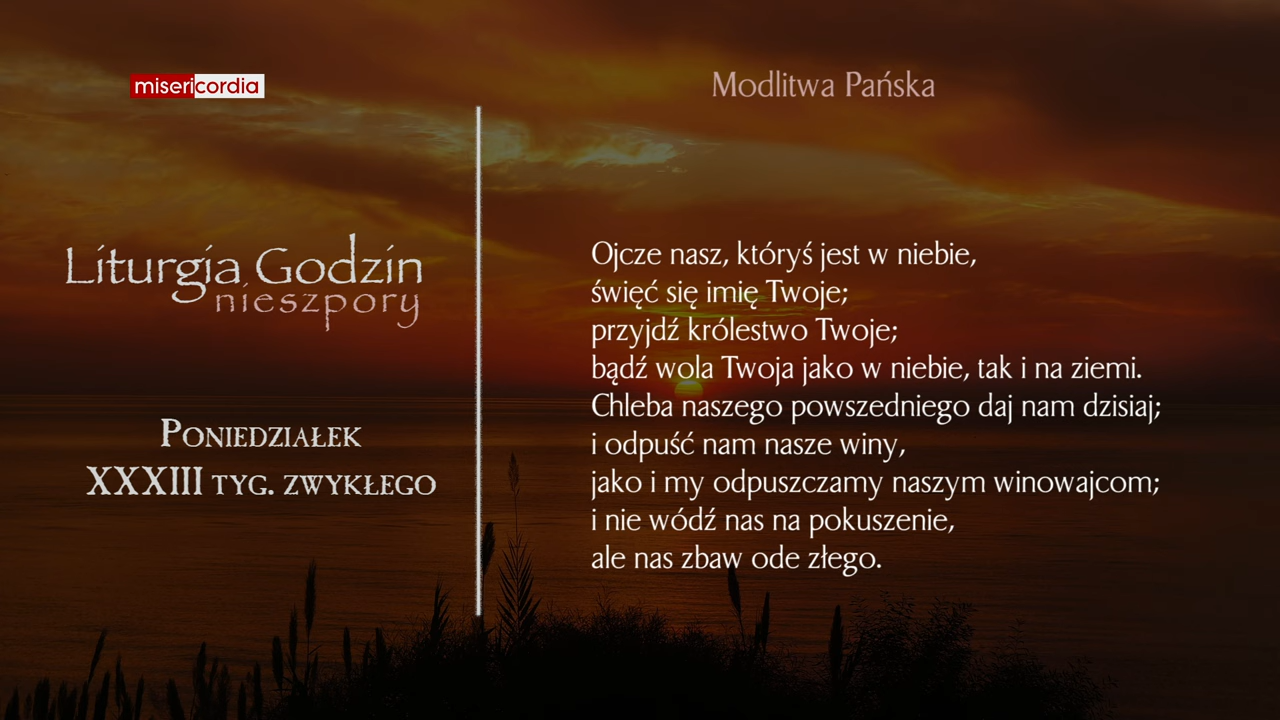 misericordia
Liturgia Godzin
nieszpory
Poniedziałek
XXXIII tyg. zwykłego
Modlitwa Pańska
Ojcze nasz, któryś jest w niebie,
święć się imię Twoje;
przyjdź królestwo Twoje;
bądź wola Twoja jako w niebie, tak i na ziemi.
Chleba naszego powszedniego daj nam dzisiaj;
i odpuść nam nasze winy,
jako i my odpuszczamy naszym winowajcom;
i nie wódź nas na pokuszenie,
ale nas zbaw ode złego.